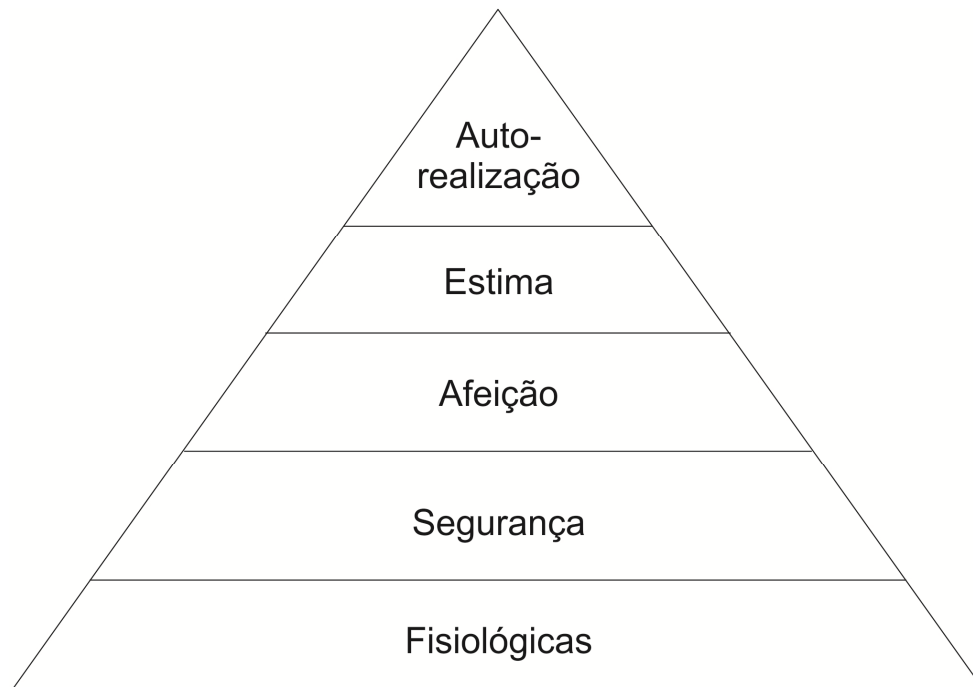 Auto-
realização
Estima
Afeição
Segurança
Fisiológicas